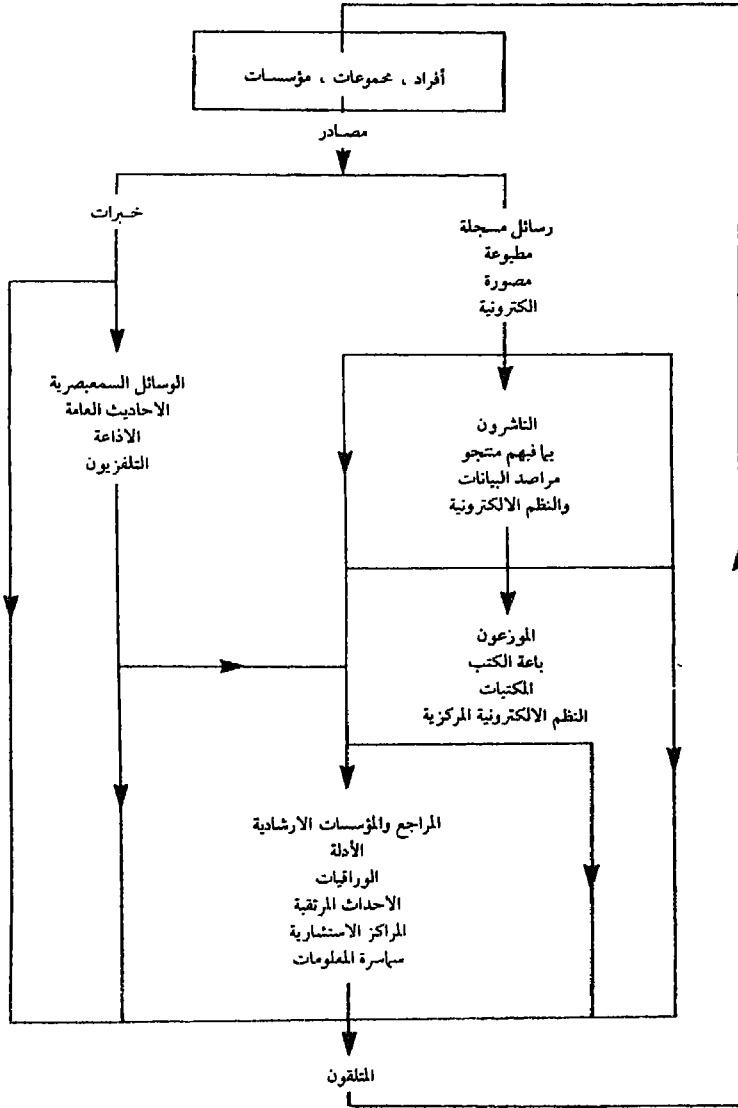 أفراد ، مجموعات ، مؤسسات
مصادر
خبرات
رسائل مسجلة
مطبوعة
مصورة
الكترونية
الوسائل السمعبصرية
الاحاديث العامة
الاذاعة
التلفزيون
الناشرون
بما فيهم منتجو
مراصد البيانات
والنظم الالكترونية
الموزعون
باعة الكتب
المكتبات
النظم الالكترونية المركزية
المراجع والمؤسسات الارشادية
الأدلة
الوراقيات
الاحداث المرتقبة
المراكز الاستشارية
سماسرة المعلومات
المتلقون